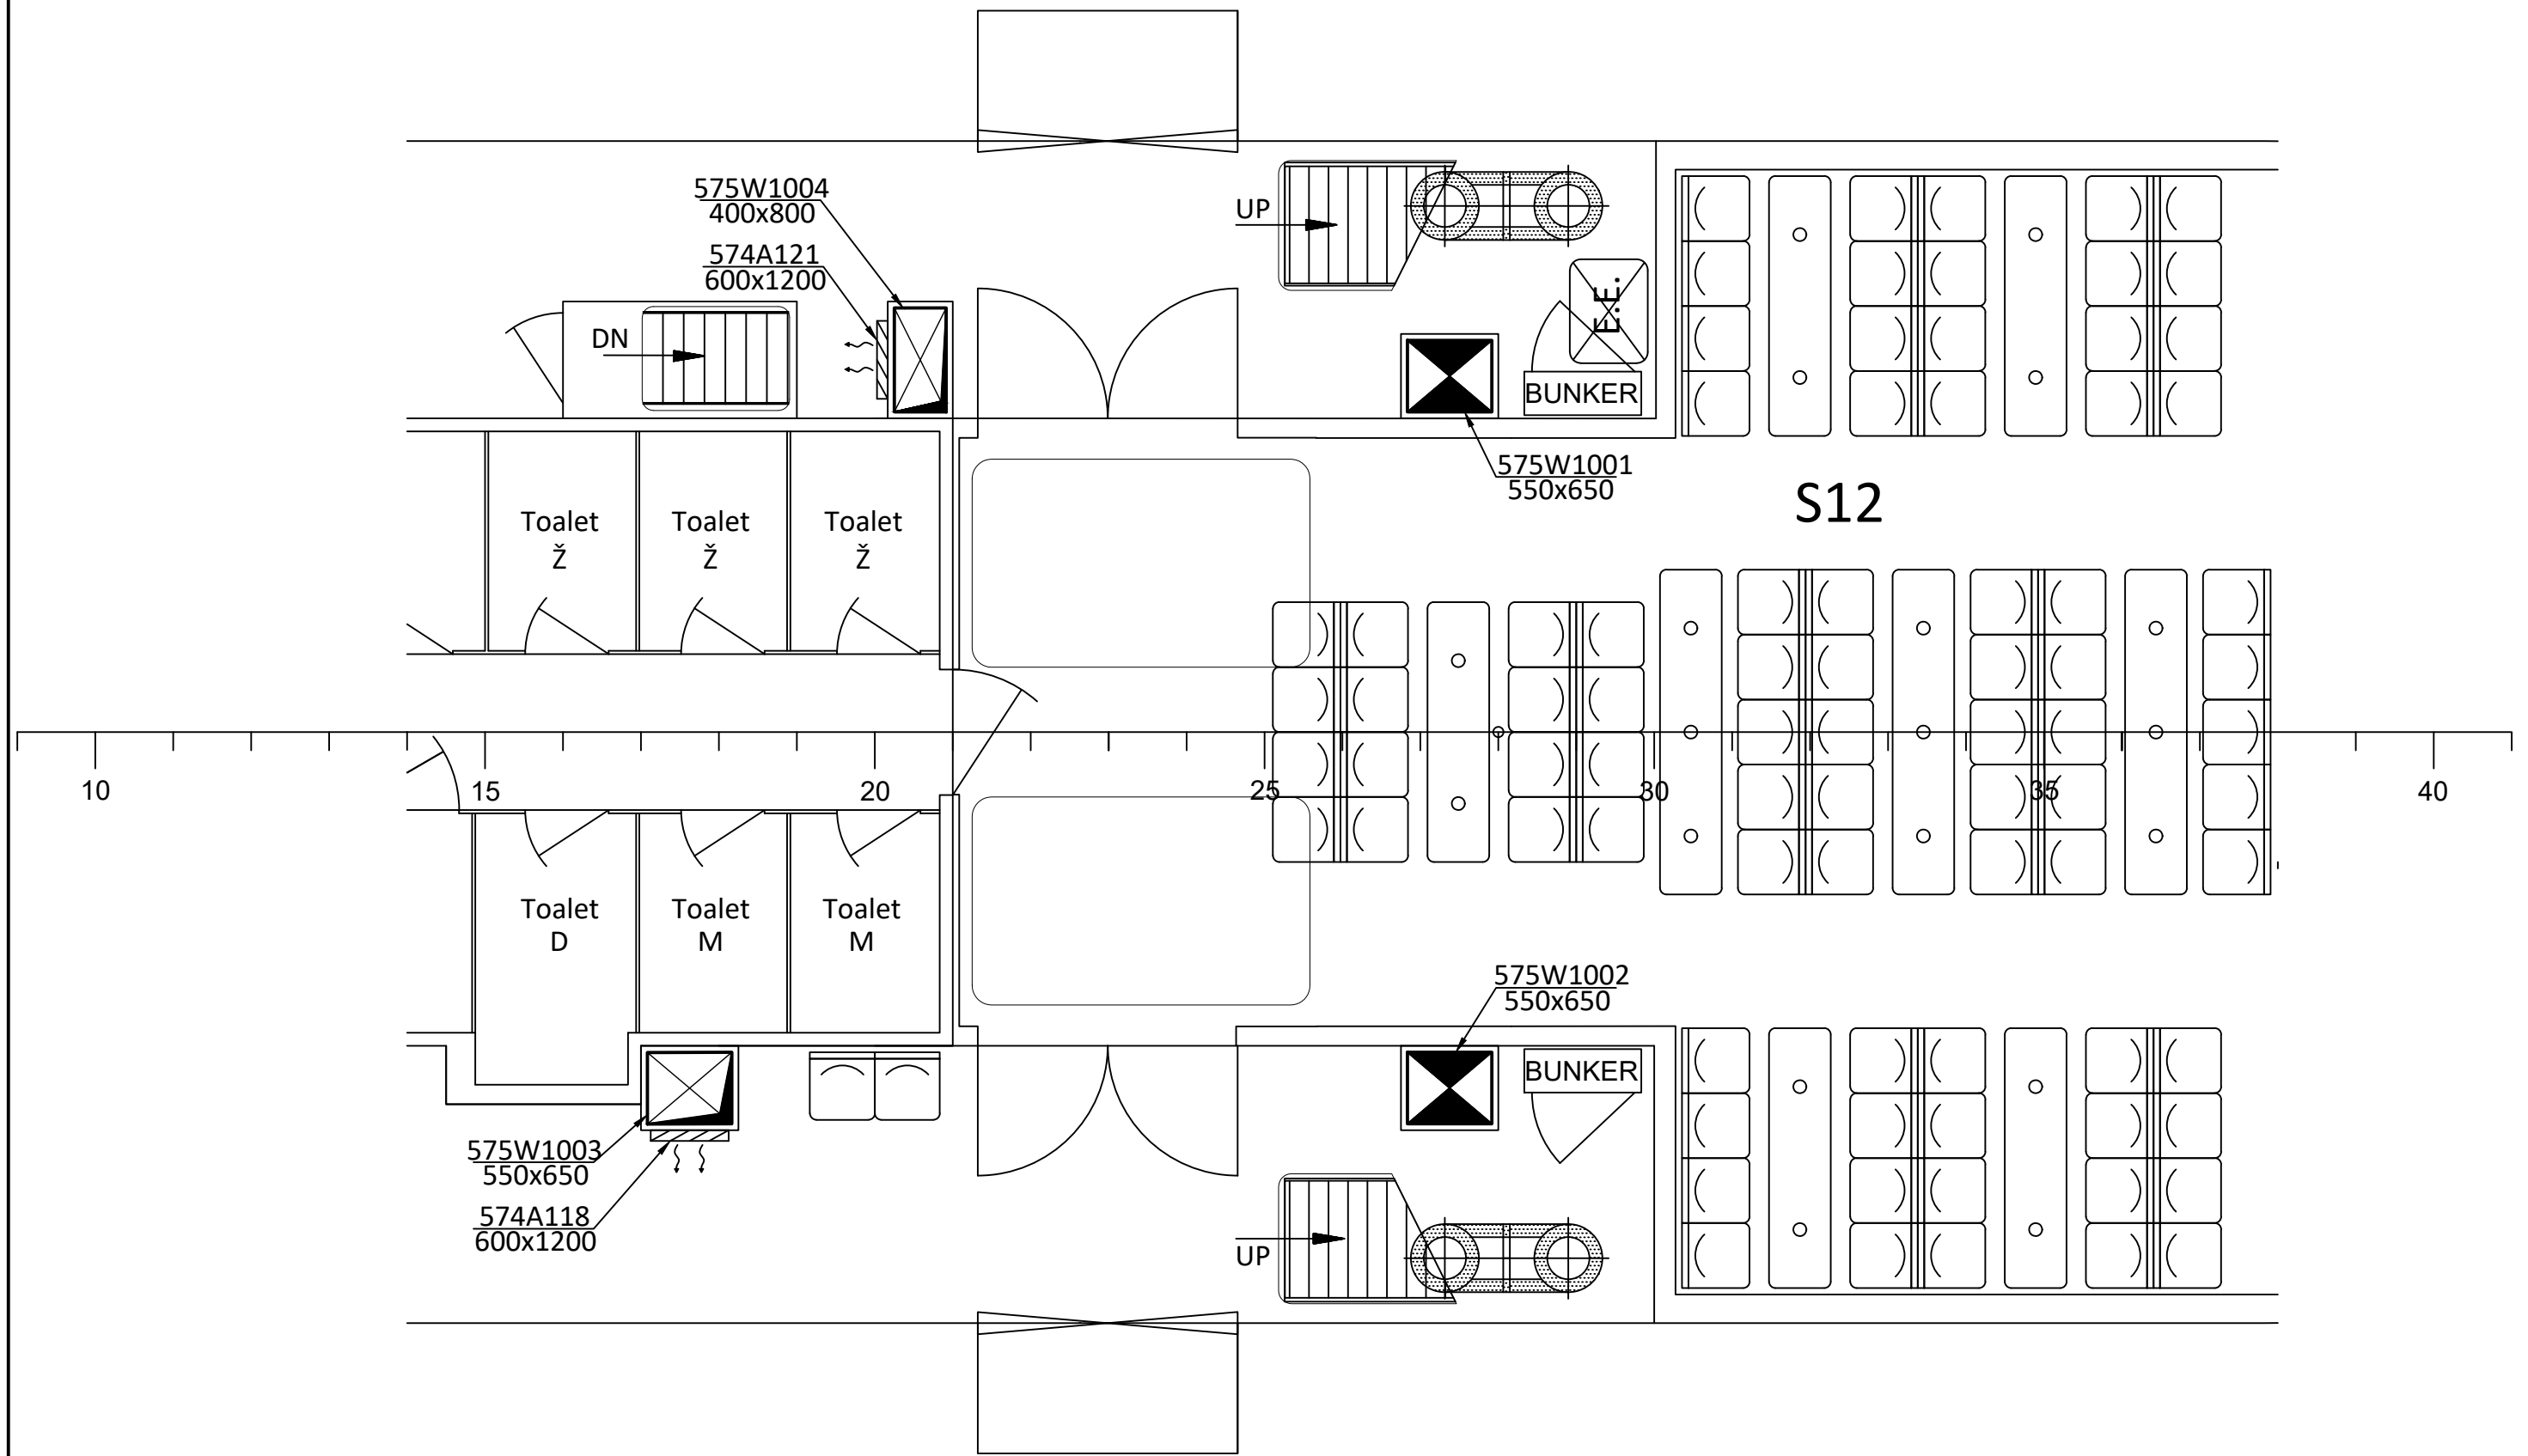 575W1004
400x800
574A121
600x1200
UP
DN
E.E.
BUNKER
575W1001
550x650
S12
Toalet
Ž
Toalet
Ž
Toalet
Ž
10
15
20
25
30
35
40
Toalet
D
Toalet
M
Toalet
M
575W1002
550x650
BUNKER
575W1003
550x650
574A118
600x1200
UP